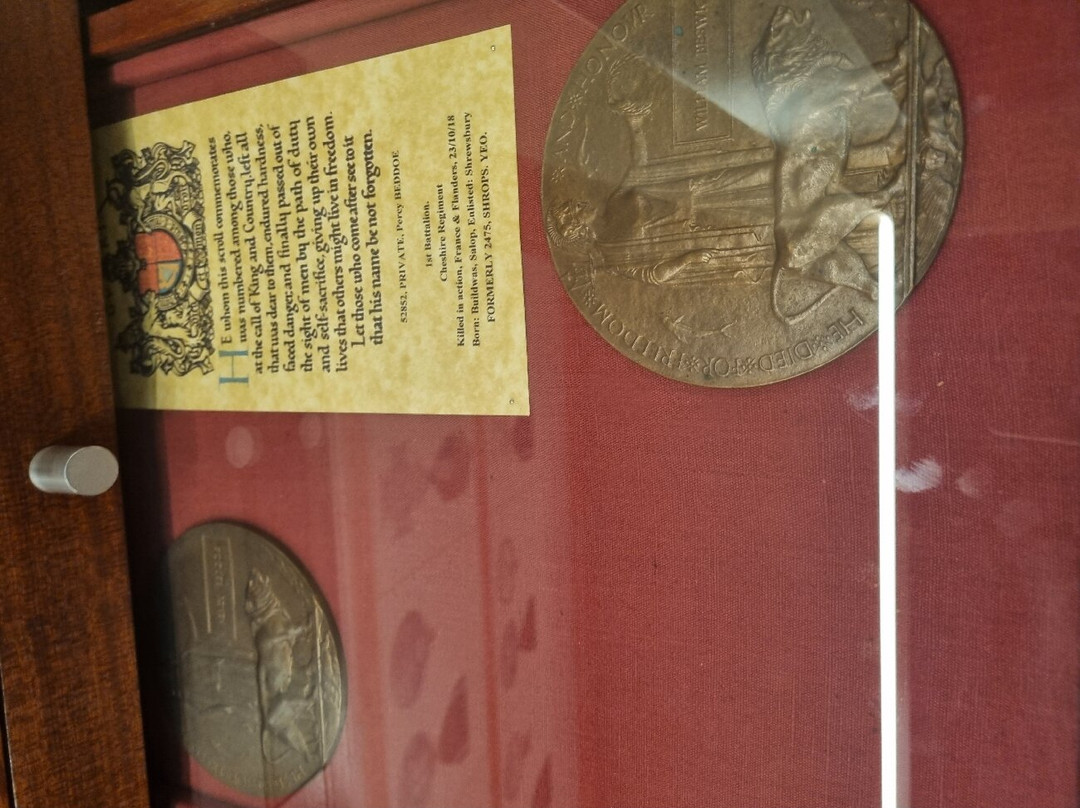 HE whom this scroll commemorates
was numbered among those who,
at the call of King and Country, left all
that was dear to them, endured hardness,
faced danger, and finally passed out of
the sight of men by the path of duty
and self-sacrifice, giving up their own
lives that others might live in freedom.
Let those who come after see to it
that his name be not forgotten.
52852, PRIVATE, Percy BEDDOE
1st Battalion,
Cheshire Regiment
Killed in action, France & Flanders, 23/10/18
Born: Buildwas, Salop, Enlisted: Shrewsbury
FORMERLY 2475, SHROPS. YEO.
HE DIED FOR FREEDOM AND HONOUR
WILLIAM